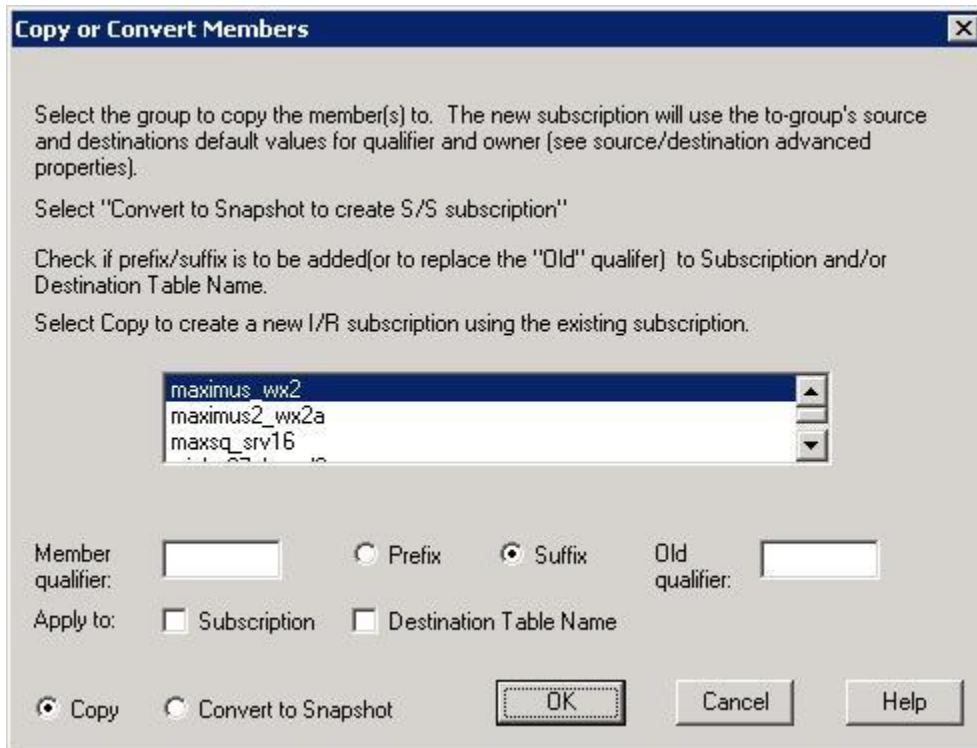 Copy or Convert Members
Select the group to copy the member(s) to. The new subscription will use the to-group's source
and destinations default values for qualifier and owner (see source/destination advanced
properties).
Select "Convert to Snapshot to create S/S subscription"
Check if prefix/suffix is to be added(or to replace the "Old" qualifer) to Subscription and/or
Destination Table Name.
Select Copy to create a new I/R subscription using the existing subscription.
maximus_wx2
maximus2_wx2a
maxsq_srv16
Member
qualifier:
Prefix
Suffix
Old
qualifier:
Apply to:
Subscription
Destination Table Name
Copy
Convert to Snapshot
OK
Cancel
Help